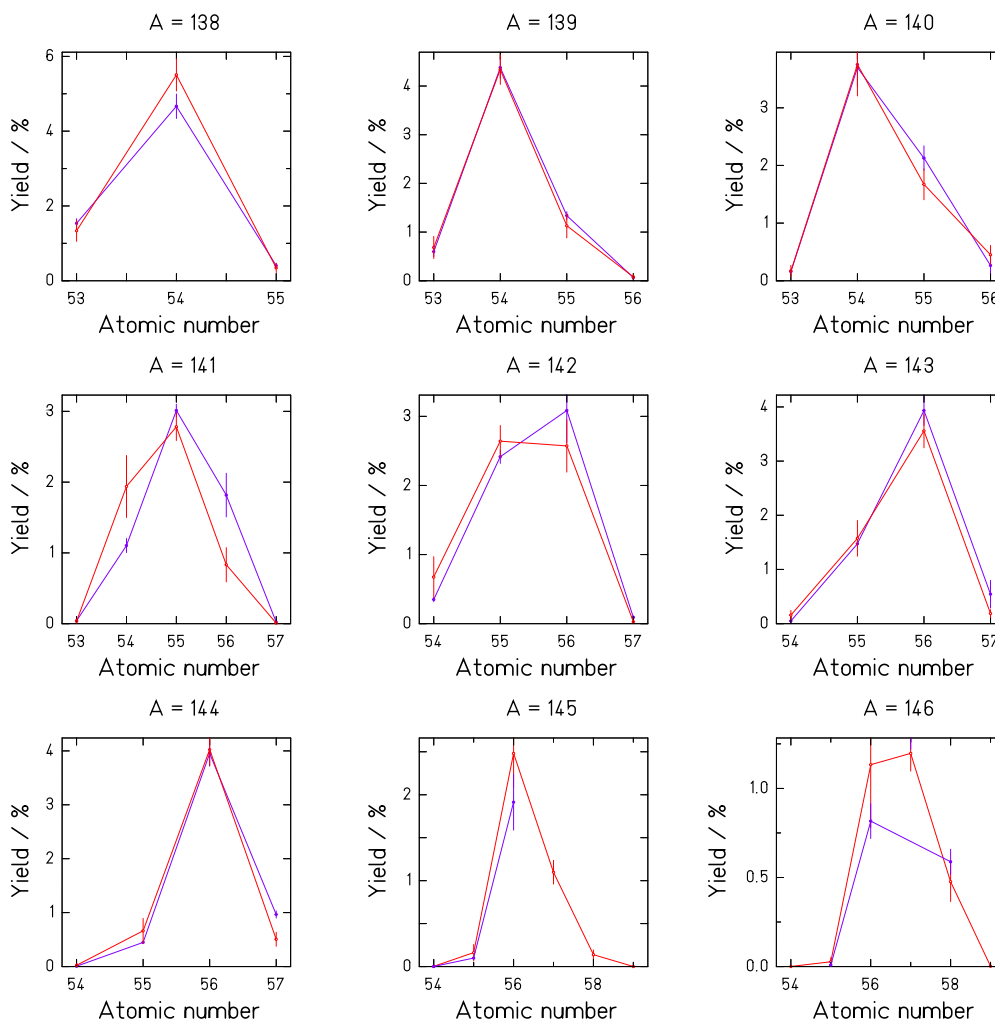 A = 138
A = 139
A = 140
Yield / %
6
4
2
0
53
54
55
Atomic number
Yield / %
4
3
2
1
0
53
54
55
56
Atomic number
Yield / %
3
2
1
0
53
54
55
56
Atomic number
A = 141
A = 142
A = 143
Yield / %
3
2
1
0
53
54
55
56
57
Atomic number
Yield / %
3
2
1
0
54
55
56
57
Atomic number
Yield / %
4
3
2
1
0
54
55
56
57
Atomic number
A = 144
A = 145
A = 146
Yield / %
4
3
2
1
0
54
55
56
57
Atomic number
Yield / %
2
1
0
54
56
58
Atomic number
Yield / %
1.0
0.5
0.0
54
56
58
Atomic number